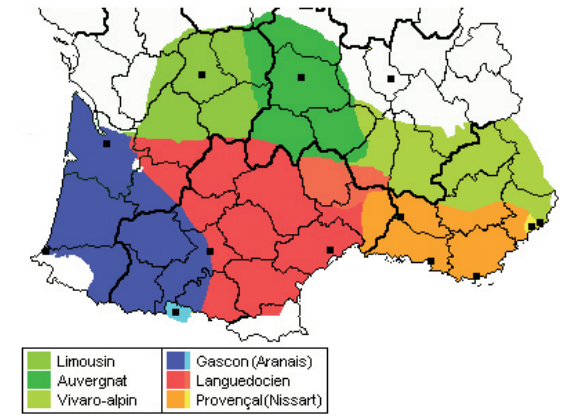 Limousin
Auvergnat
Vivaro-alpin
Gascon (Aranais)
Languedocien
Provençal(Nissart)